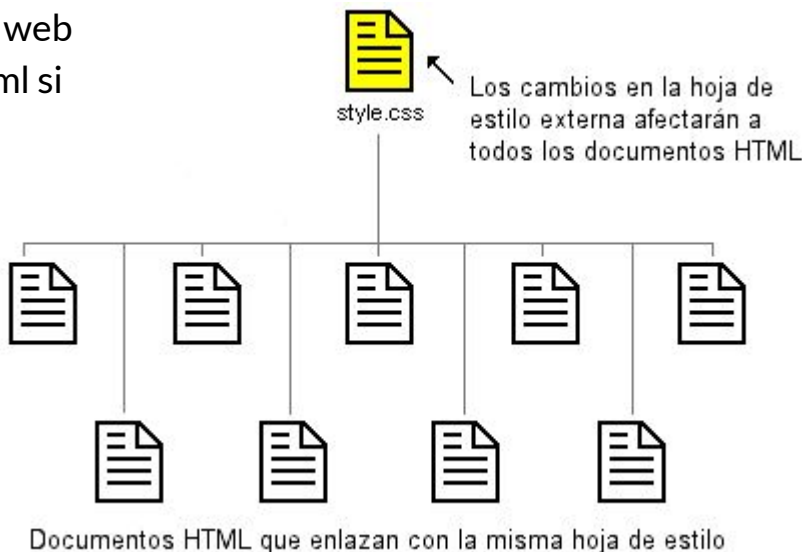 web
ml si
style.css
Los cambios en la hoja de
estilo externa afectarán a
todos los documentos HTML
Documentos HTML que enlazan con la misma hoja de estilo